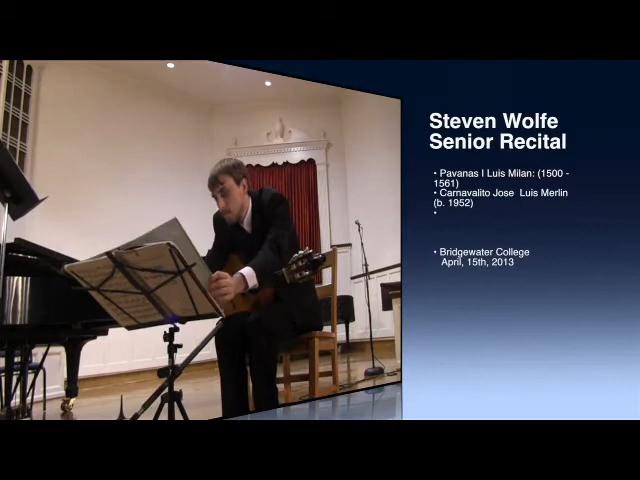 Steven Wolfe
Senior Recital
• Pavanas I Luis Milan: (1500 -
1561)
• Carnavalito Jose  Luis Merlin
(b. 1952)
•
• Bridgewater College
April, 15th, 2013